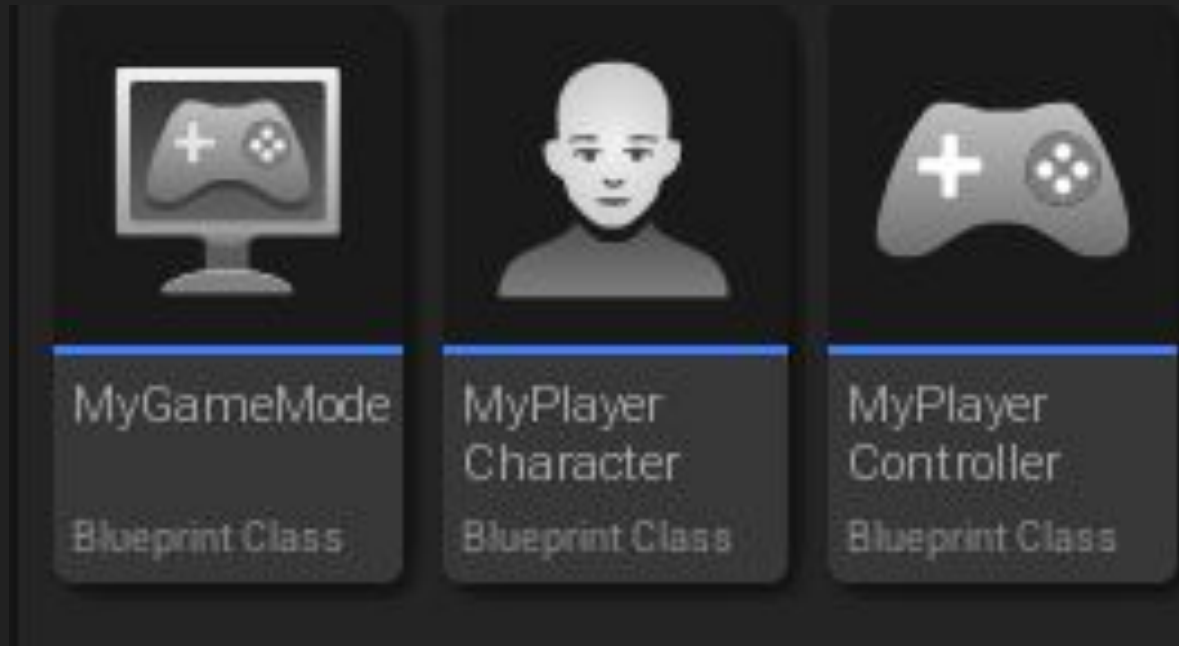 MyGameMode
Blueprint Class
MyPlayer
Character
Blueprint Class
MyPlayer
Controller
Blueprint Class